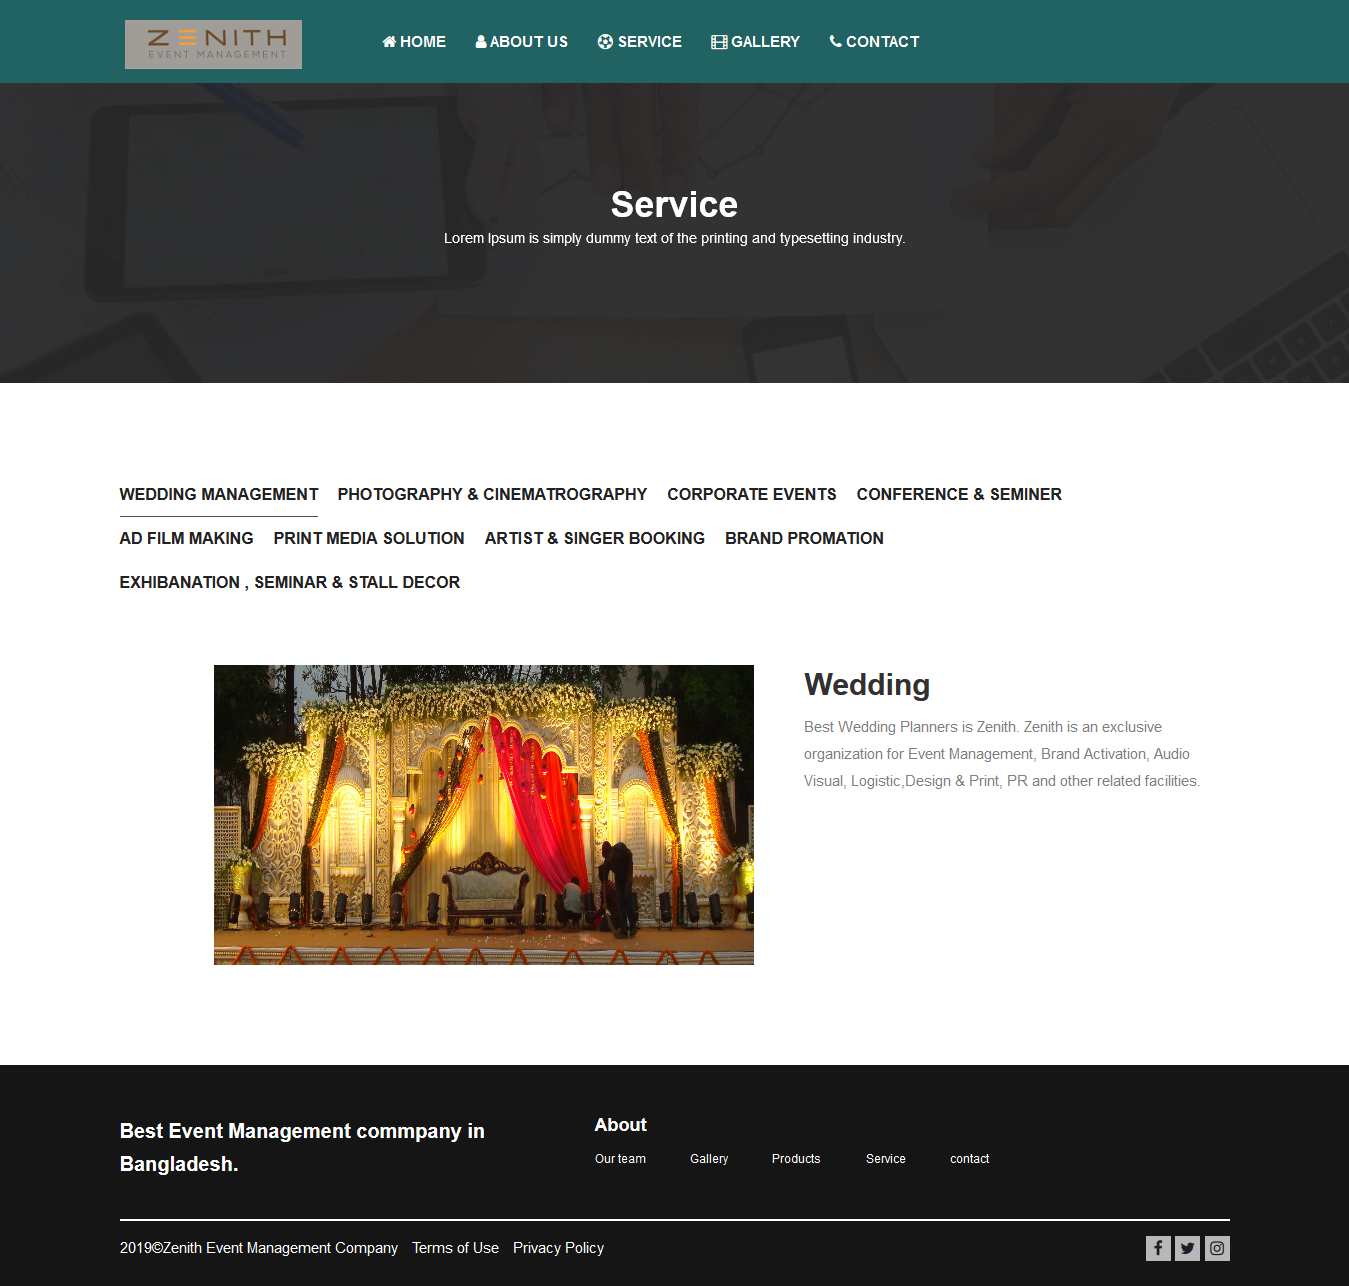 ZENITH
EVENT MANAGEMENT
HOME ABOUT US SERVICE GALLERY CONTACT
Service
Lorem Ipsum is simply dummy text of the printing and typesetting industry.
WEDDING MANAGEMENT PHOTOGRAPHY & CINEMATROGRAPHY CORPORATE EVENTS CONFERENCE & SEMINER
AD FILM MAKING PRINT MEDIA SOLUTION ARTIST & SINGER BOOKING BRAND PROMATION
EXHIBANATION , SEMINAR & STALL DECOR
Wedding
Best Wedding Planners is Zenith. Zenith is an exclusive
organization for Event Management, Brand Activation, Audio
Visual, Logistic,Design & Print, PR and other related facilities.
Best Event Management commpany in
Bangladesh.
About
Our team Gallery Products Service contact
2019©Zenith Event Management Company Terms of Use Privacy Policy